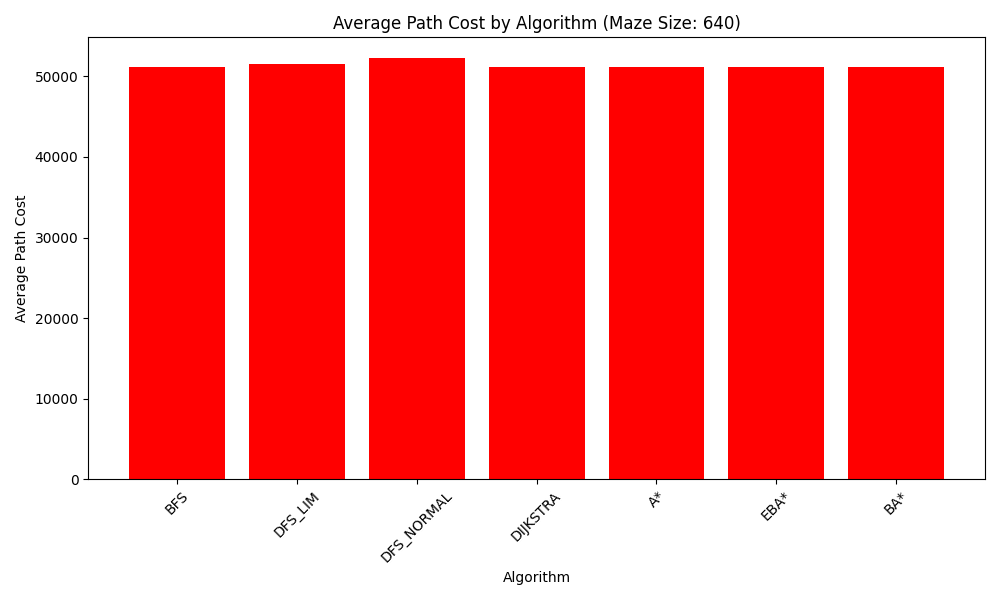 Average Path Cost by Algorithm (Maze Size: 640)
Average Path Cost
50000
40000
30000
20000
10000
0
BFS
DFS_LIM
DFS_NORMAL
DIJKSTRA
A*
EBA*
BA*
Algorithm